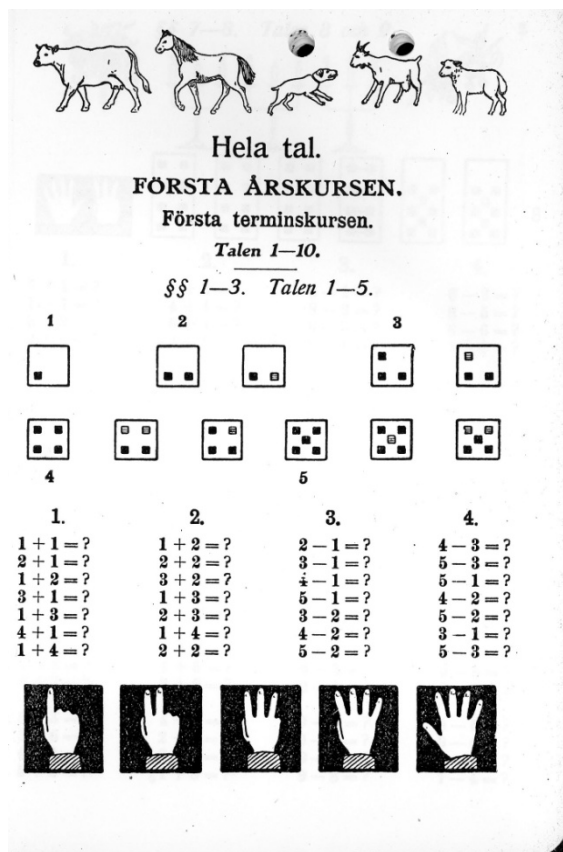 Hela tal.
FÖRSTA ÅRSKURSEN.
Första terminskursen.
Talen 1—10.
§§ 1—3. Talen 1—5.
1 2 3
4 5
1. 2. 3. 4.
1 + 1 = ? 1 + 2 = ? 2 — 1 = ? 4 — 3 = ?
2 + 1 = ? 2 + 2 = ? 3 — 1 = ? 5 — 3 = ?
1 + 2 = ? 3 + 2 = ? 4 — 1 = ? 5 — 1 = ?
3 + 1 = ? 1 + 3 = ? 5 — 1 = ? 4 — 2 = ?
1 + 3 = ? 2 + 3 = ? 3 — 2 = ? 5 — 2 = ?
4 + 1 = ? 1 + 4 = ? 4 — 2 = ? 3 — 1 = ?
1 + 4 = ? 2 + 2 = ? 5 — 2 = ? 5 — 3 = ?